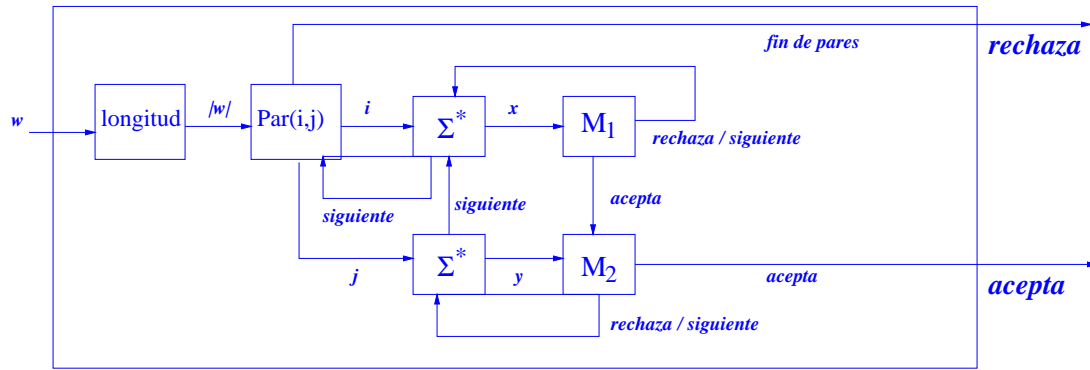 fin de pares
rechaza
w
longitud
|w|
Par(i,j)
i
Σ*
x
M1
rechaza / siguiente
siguiente
siguiente
acepta
j
Σ*
y
M2
acepta
acepta
rechaza / siguiente